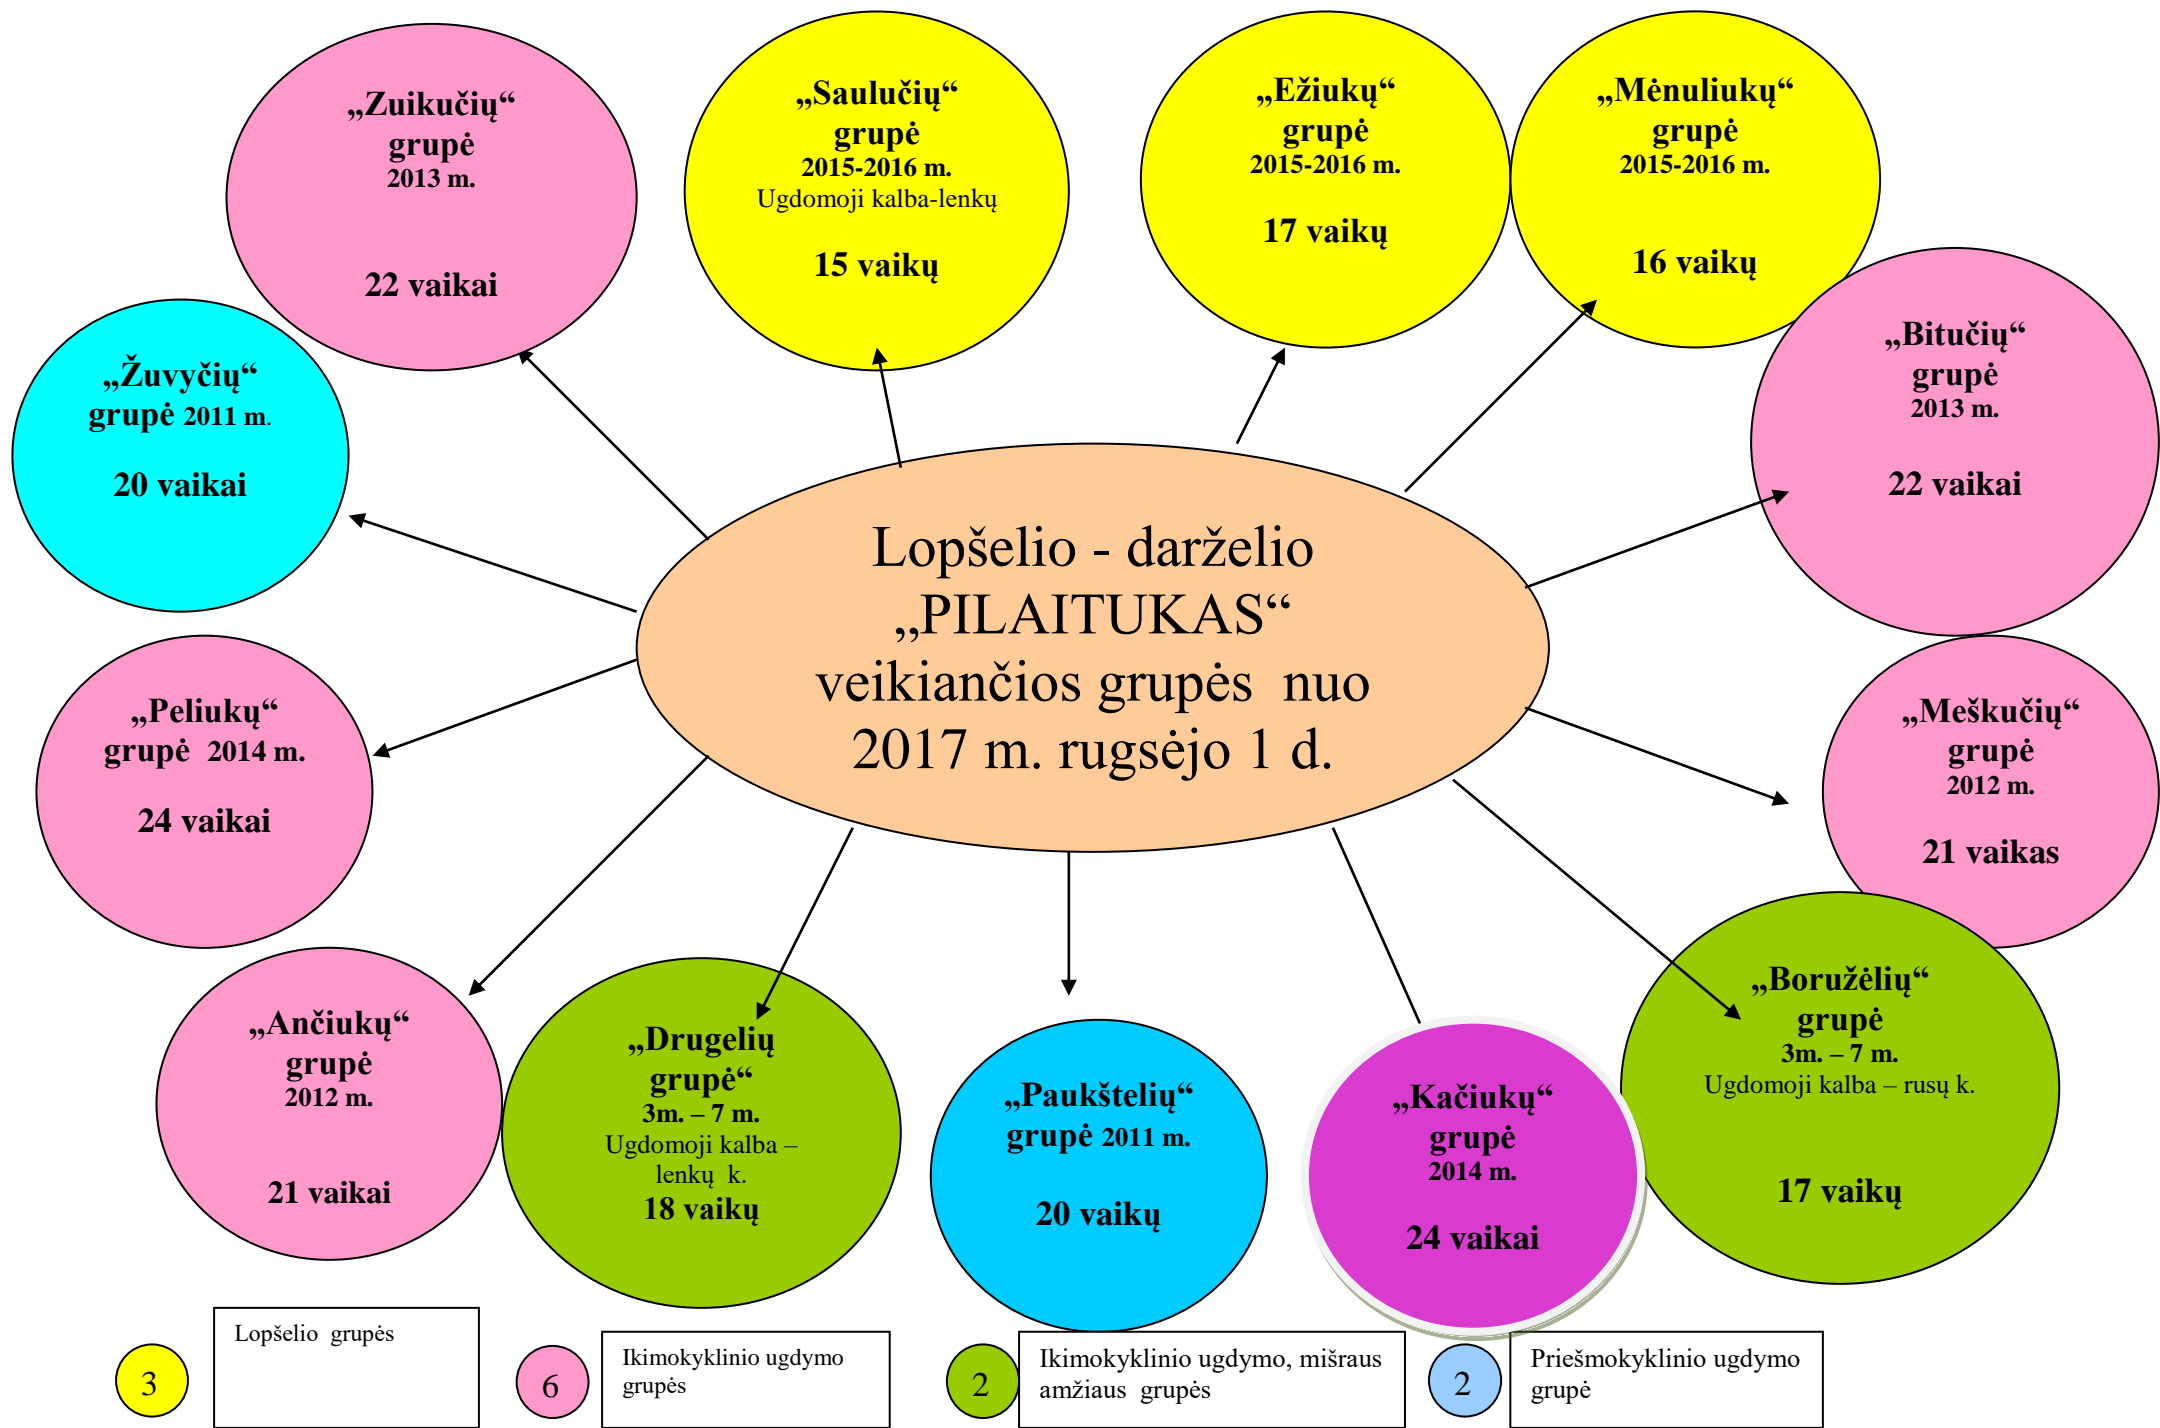 „Zuikučių“
grupė
2013 m.
22 vaikai
„Saulučių“
grupė
2015-2016 m.
Ugdomoji kalba-lenkų
15 vaikų
„Ežiukų“
grupė
2015-2016 m.
17 vaikų
„Mėnuliukų“
grupė
2015-2016 m.
16 vaikų
„Bitučių“
grupė
2013 m.
22 vaikai
„Žuvyčių“
grupė 2011 m.
20 vaikai
Lopšelio - darželio
„PILAITUKAS“
veikiančios grupės nuo
2017 m. rugsėjo 1 d.
„Peliukų“
grupė 2014 m.
24 vaikai
„Meškučių“
grupė
2012 m.
21 vaikas
„Ančiukų“
grupė
2012 m.
21 vaikai
„Drugelių
grupė“
3m. – 7 m.
Ugdomoji kalba –
lenkų k.
18 vaikų
„Paukštelių“
grupė 2011 m.
20 vaikų
„Kačiukų“
grupė
2014 m.
24 vaikai
„Boružėlių“
grupė
3m. – 7 m.
Ugdomoji kalba – rusų k.
17 vaikų
3
Lopšelio grupės
6
Ikimokyklinio ugdymo
grupės
2
Ikimokyklinio ugdymo, mišraus
amžiaus grupės
2
Priešmokyklinio ugdymo
grupė